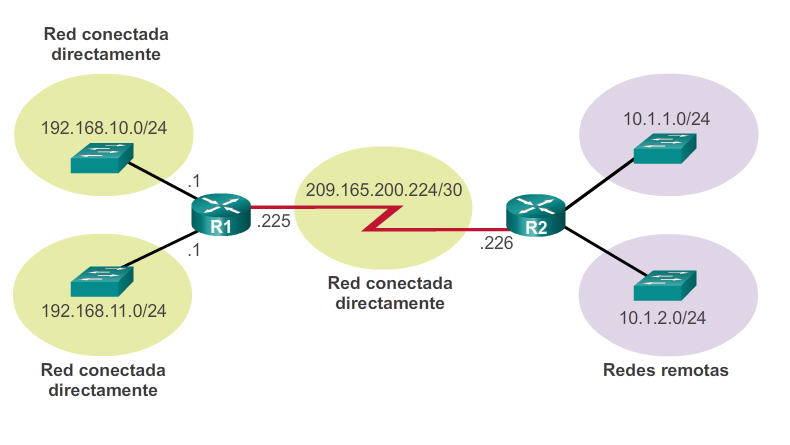 Red conectada
directamente
192.168.10.0/24
.1
R1
.225
.1
192.168.11.0/24
Red conectada
directamente
209.165.200.224/30
Red conectada
directamente
.226
R2
10.1.1.0/24
10.1.2.0/24
Redes remotas